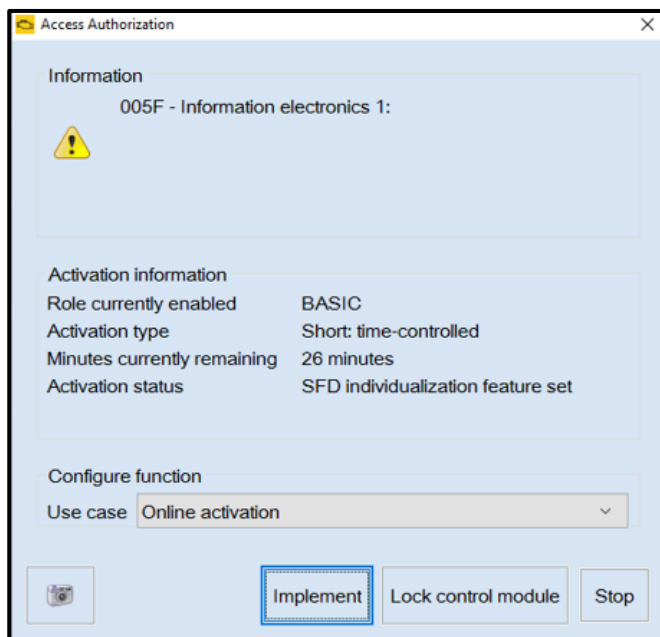 Access Authorization
Information
005F - Information electronics 1:
Activation information
Role currently enabled BASIC
Activation type Short: time-controlled
Minutes currently remaining 26 minutes
Activation status SFD individualization feature set
Configure function
Use case Online activation
Implement Lock control module Stop